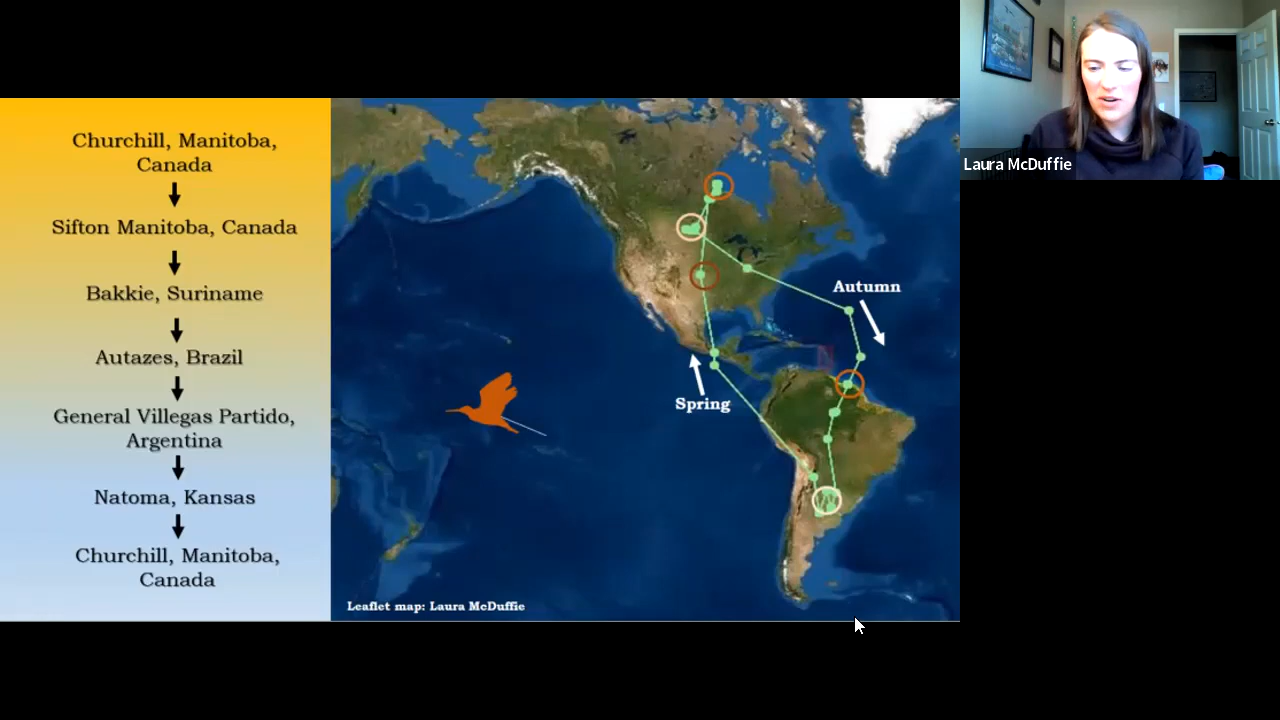 Churchill, Manitoba,
Canada
Sifton Manitoba, Canada
Bakkie, Suriname
Autazes, Brazil
General Villegas Partido,
Argentina
Natoma, Kansas
Churchill, Manitoba,
Canada
Autumn
Spring
Leaflet map: Laura McDuffie
Laura McDuffie